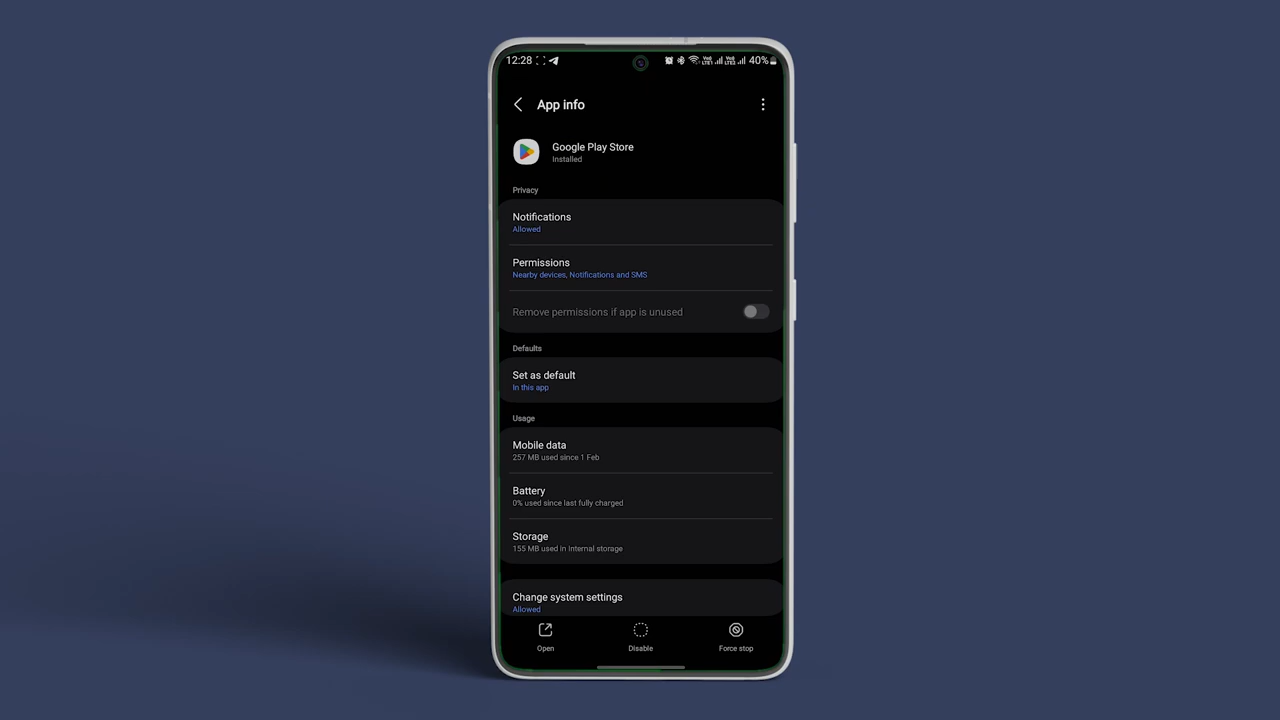 12:28
40%
App info
Google Play Store
Installed
Privacy
Notifications
Allowed
Permissions
Nearby devices, Notifications and SMS
Remove permissions if app is unused
Defaults
Set as default
In this app
Usage
Mobile data
257 MB used since 1 Feb
Battery
0% used since last fully charged
Storage
155 MB used in Internal storage
Change system settings
Allowed
Open
Disable
Force stop